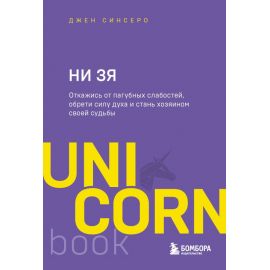 ДЖЕН СИНСЕРО
НИ ЗЯ
Откажись от пагубных слабостей,
обрети силу духа и стань хозяином
своей судьбы
UNI
CORN
book
БОМБОРА
ИЗДАТЕЛЬСТВО